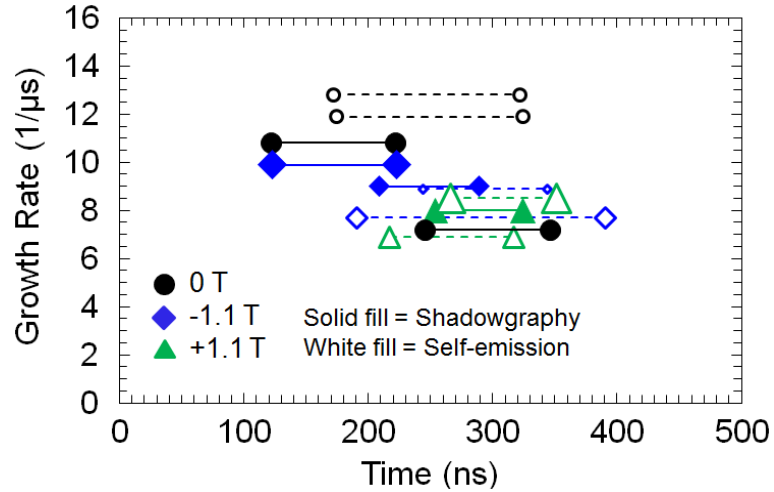 16
14
12
10
8
6
4
2
0
Growth Rate (1/µs)
0 T
-1.1 T
+1.1 T
Solid fill = Shadowgraphy
White fill = Self-emission
0 100 200 300 400 500
Time (ns)